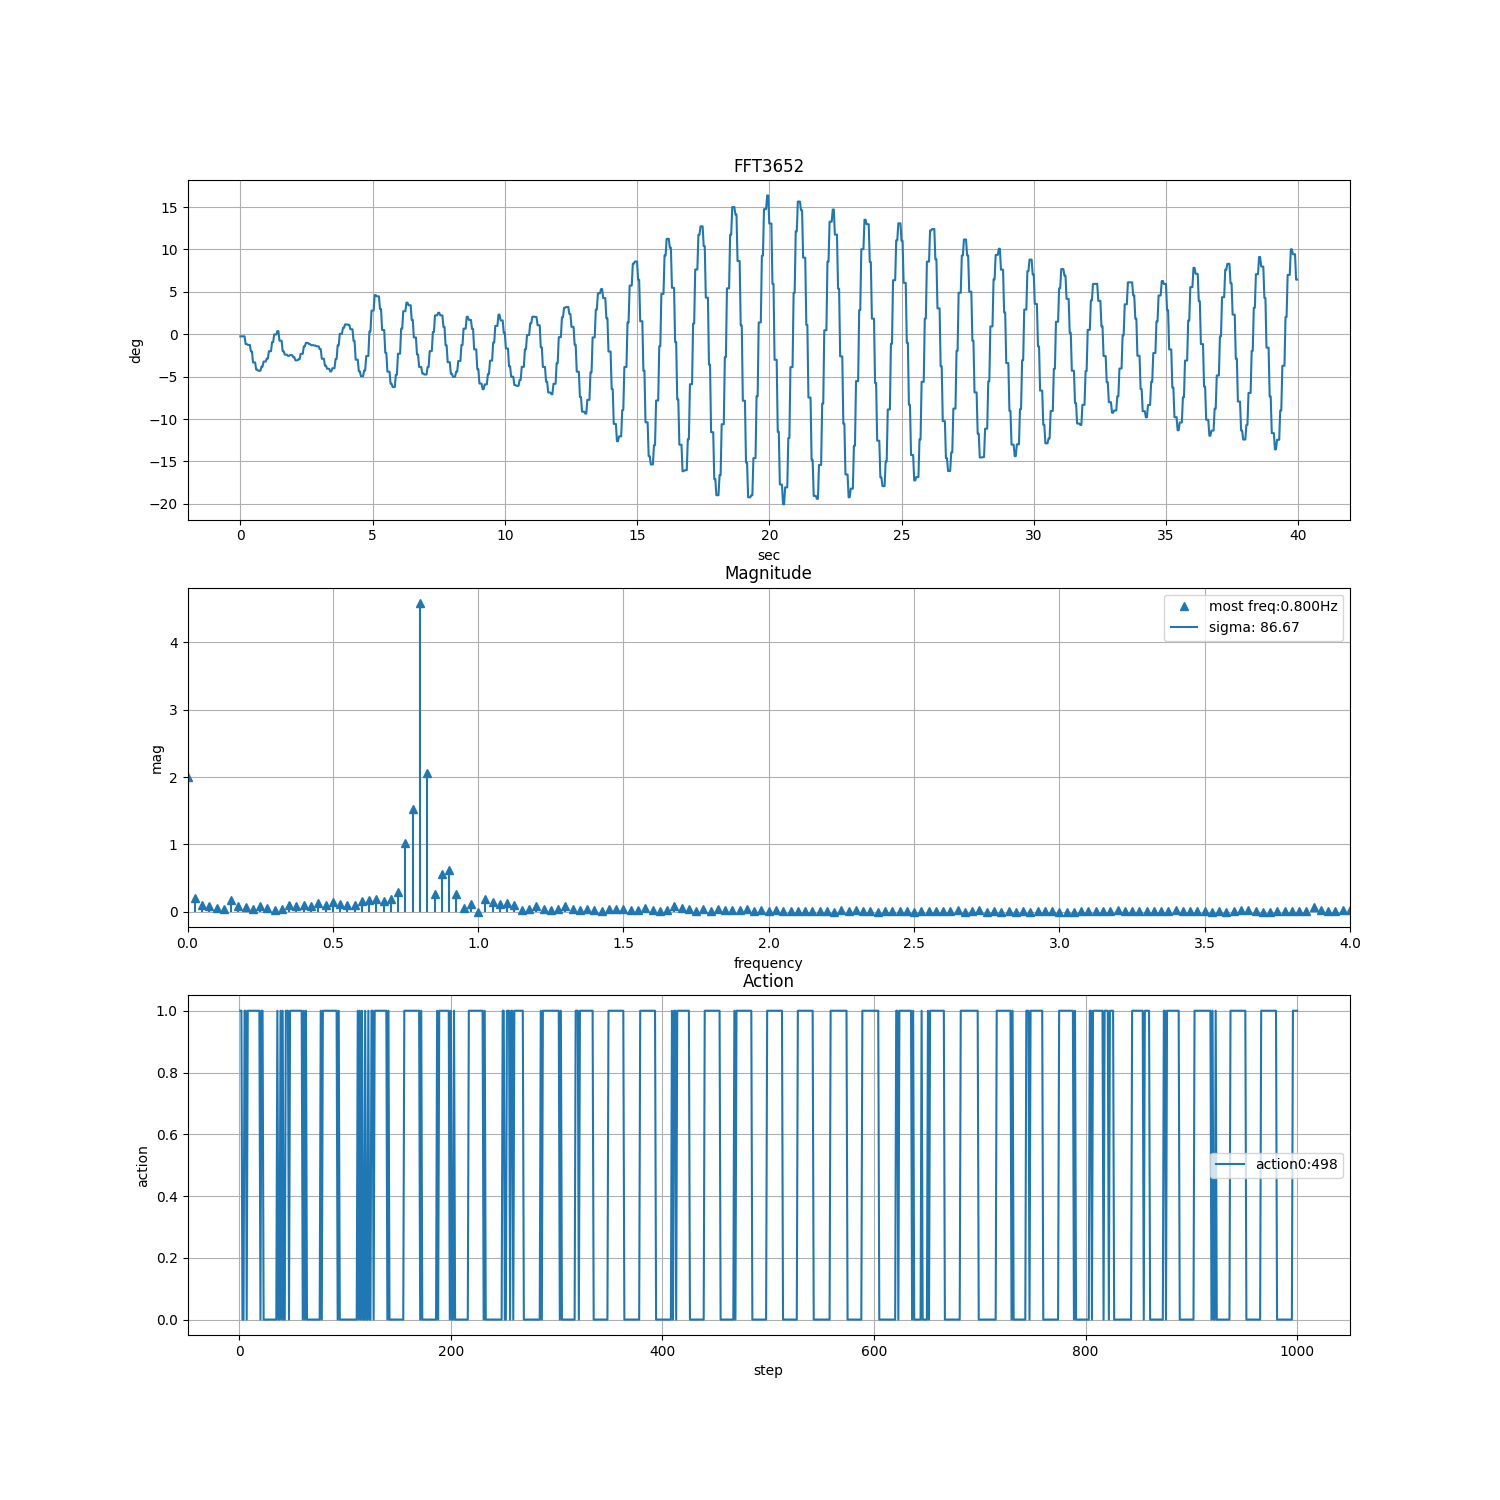 FFT3652
15
10
5
0
−5
−10
−15
−20
deg
0 5 10 15 20 25 30 35 40
sec
Magnitude
most freq:0.800Hz
sigma: 86.67
4
3
2
1
0
mag
0.0 0.5 1.0 1.5 2.0 2.5 3.0 3.5 4.0
frequency
Action
1.0
0.8
0.6
0.4
0.2
0.0
action
action0:498
0 200 400 600 800 1000
step